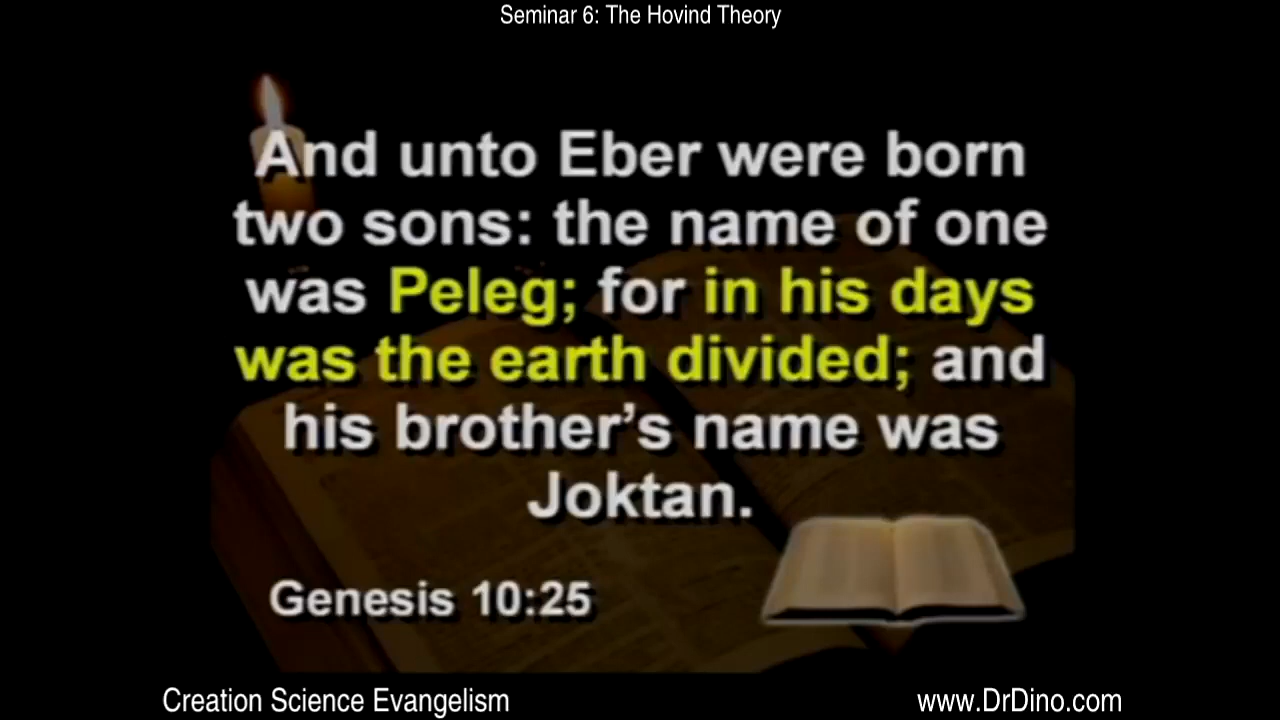 Seminar 6: The Hovind Theory
And unto Eber were born
two sons: the name of one
was Peleg; for in his days
was the earth divided; and
his brother’s name was
Joktan.
Genesis 10:25
Creation Science Evangelism
www.DrDino.com